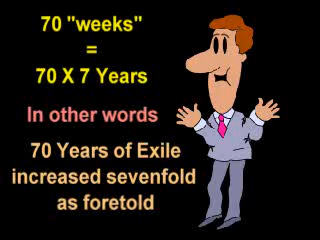 70 "weeks"
=
70 X 7 Years
In other words
70 Years of Exile
increased sevenfold
as foretold